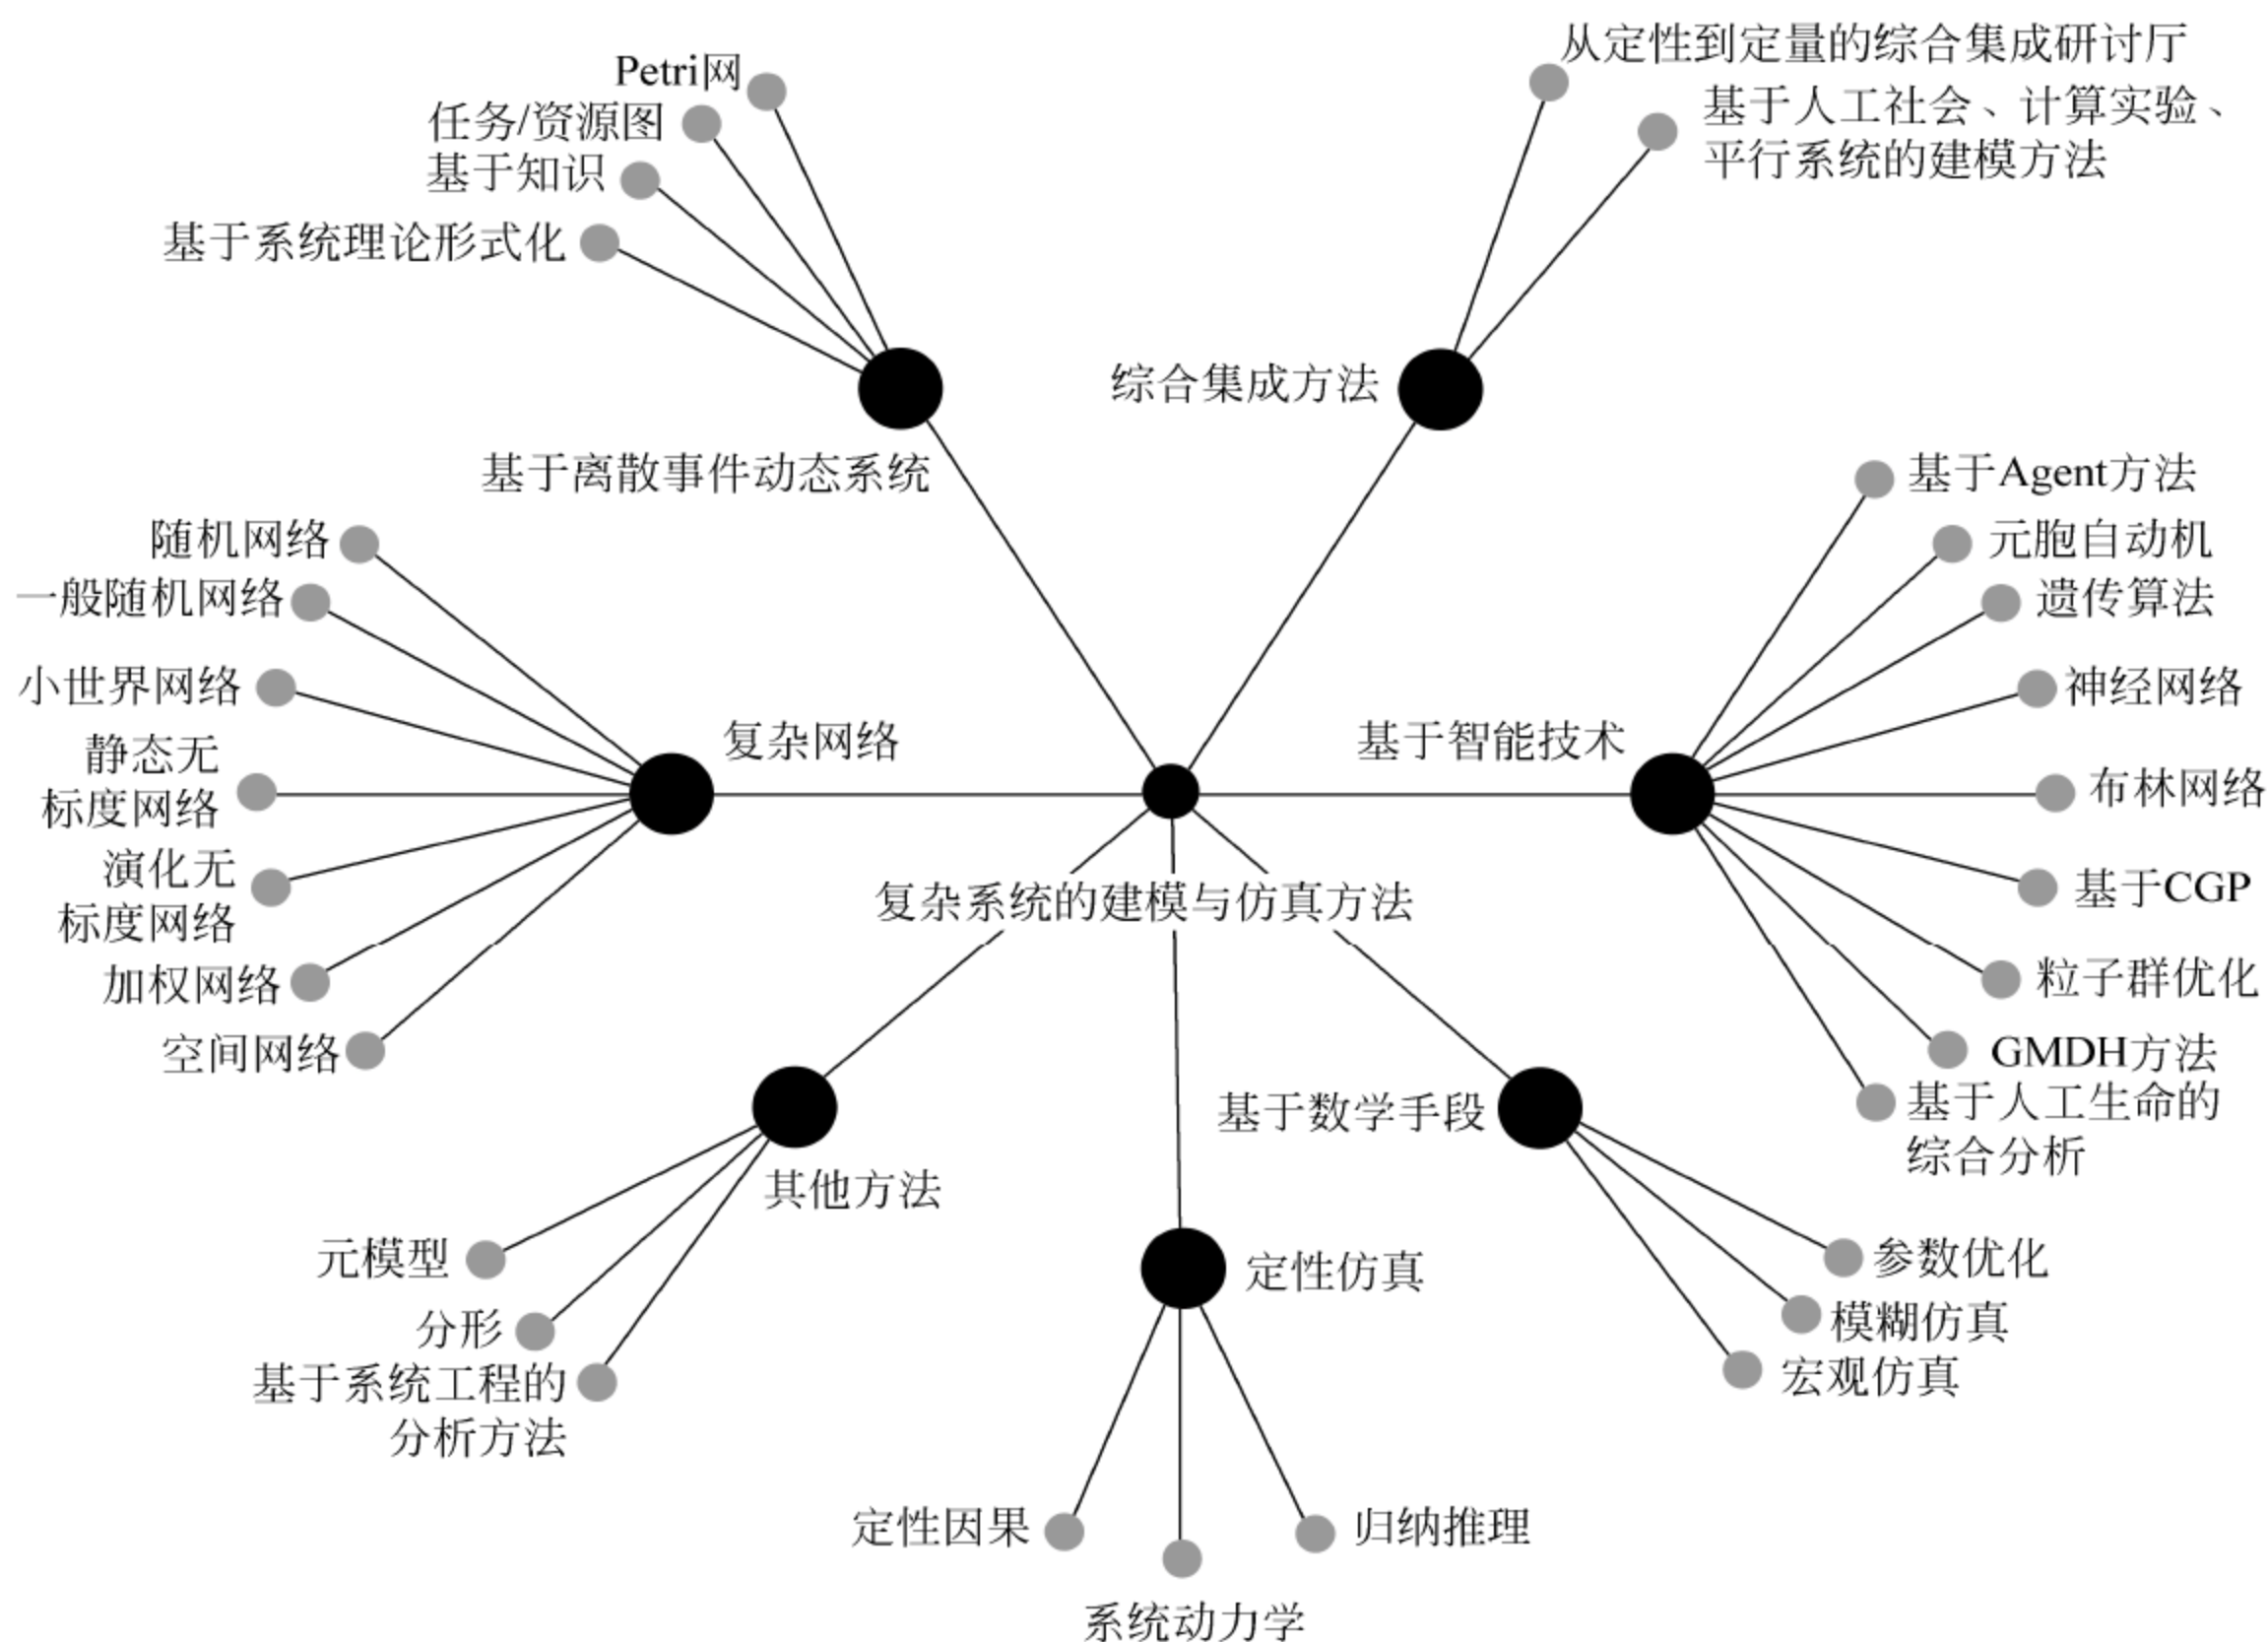 从定性到定量的综合集成研讨厅
Petri网
基于人工社会、计算实验、
平行系统的建模方法
任务/资源图
基于知识
基于系统理论形式化
综合集成方法
基于离散事件动态系统
基于Agent方法
随机网络
元胞自动机
一般随机网络
遗传算法
小世界网络
神经网络
复杂网络
基于智能技术
静态无
标度网络
布林网络
演化无
标度网络
复杂系统的建模与仿真方法
基于CGP
加权网络
粒子群优化
空间网络
GMDH方法
基于人工生命的
综合分析
基于数学手段
其他方法
元模型
定性仿真
参数优化
分形
模糊仿真
基于系统工程的
分析方法
宏观仿真
定性因果
归纳推理
系统动力学